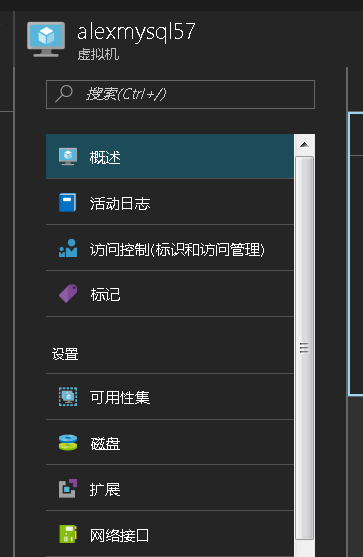 alexmysql57
虚拟机
搜索(Ctrl+/)
概述
活动日志
访问控制(标识和访问管理)
标记
设置
可用性集
磁盘
扩展
网络接口